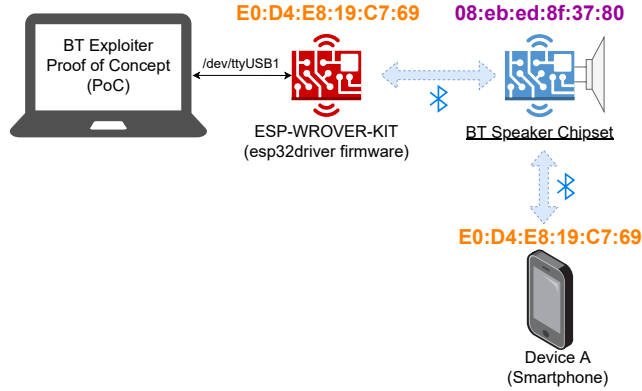 E0:D4:E8:19:C7:69
08:eb:ed:8f:37:80
BT Exploiter
Proof of Concept
(PoC)
/dev/ttyUSB1
ESP-WROVER-KIT
(esp32driver firmware)
BT Speaker Chipset
E0:D4:E8:19:C7:69
Device A
(Smartphone)